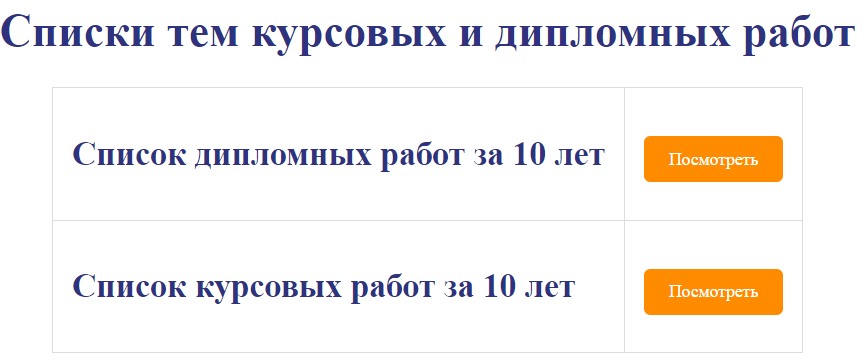 Списки тем курсовых и дипломных работ
Список дипломных работ за 10 лет
Посмотреть
Список курсовых работ за 10 лет
Посмотреть